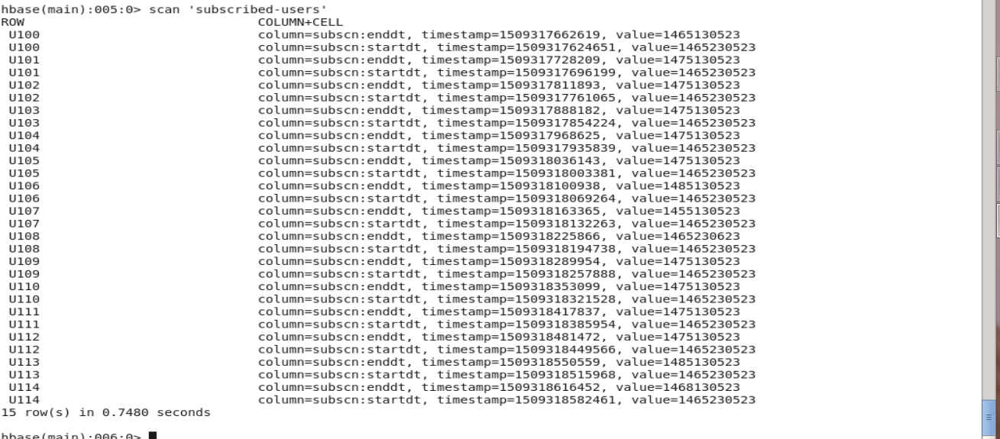 hbase(main):005:0> scan 'subscribed-users'
ROW COLUMN+CELL
U100 column=subscn:enddt, timestamp=1509317662619, value=1465130523
U100 column=subscn:startdt, timestamp=1509317624651, value=1465230523
U101 column=subscn:enddt, timestamp=1509317728209, value=1475130523
U101 column=subscn:startdt, timestamp=1509317696199, value=1465230523
U102 column=subscn:enddt, timestamp=1509317811893, value=1475130523
U102 column=subscn:startdt, timestamp=1509317761065, value=1465230523
U103 column=subscn:enddt, timestamp=1509317888182, value=1475130523
U103 column=subscn:startdt, timestamp=1509317854224, value=1465230523
U104 column=subscn:enddt, timestamp=1509317968625, value=1475130523
U104 column=subscn:startdt, timestamp=1509317935839, value=1465230523
U105 column=subscn:enddt, timestamp=1509318036143, value=1475130523
U105 column=subscn:startdt, timestamp=1509318003381, value=1465230523
U106 column=subscn:enddt, timestamp=1509318100938, value=1485130523
U106 column=subscn:startdt, timestamp=1509318069264, value=1465230523
U107 column=subscn:enddt, timestamp=1509318163365, value=1455130523
U107 column=subscn:startdt, timestamp=1509318132263, value=1465230523
U108 column=subscn:enddt, timestamp=1509318225866, value=1465230623
U108 column=subscn:startdt, timestamp=1509318194738, value=1465230523
U109 column=subscn:enddt, timestamp=1509318289954, value=1475130523
U109 column=subscn:startdt, timestamp=1509318257888, value=1465230523
U110 column=subscn:enddt, timestamp=1509318353099, value=1475130523
U110 column=subscn:startdt, timestamp=1509318321528, value=1465230523
U111 column=subscn:enddt, timestamp=1509318417837, value=1475130523
U111 column=subscn:startdt, timestamp=1509318385954, value=1465230523
U112 column=subscn:enddt, timestamp=1509318481472, value=1475130523
U112 column=subscn:startdt, timestamp=1509318449566, value=1465230523
U113 column=subscn:enddt, timestamp=1509318550559, value=1485130523
U113 column=subscn:startdt, timestamp=1509318515968, value=1465230523
U114 column=subscn:enddt, timestamp=1509318616452, value=1468130523
U114 column=subscn:startdt, timestamp=1509318582461, value=1465230523
15 row(s) in 0.7480 seconds
hbase(main):006:0>